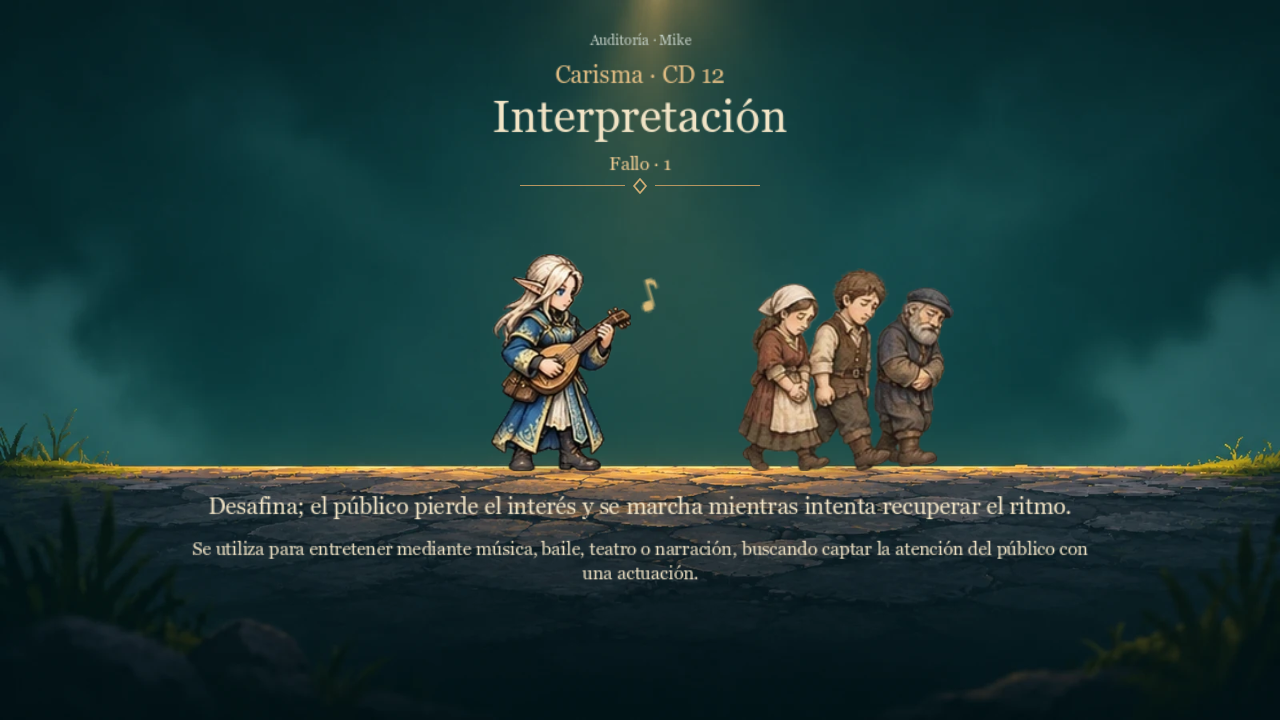 Auditoría · Mike
Carisma · CD 12
Interpretación
Fallo · 1
Desafina; el público pierde el interés y se marcha mientras intenta recuperar el ritmo.
Se utiliza para entretener mediante música, baile, teatro o narración, buscando captar la atención del público con
una actuación.